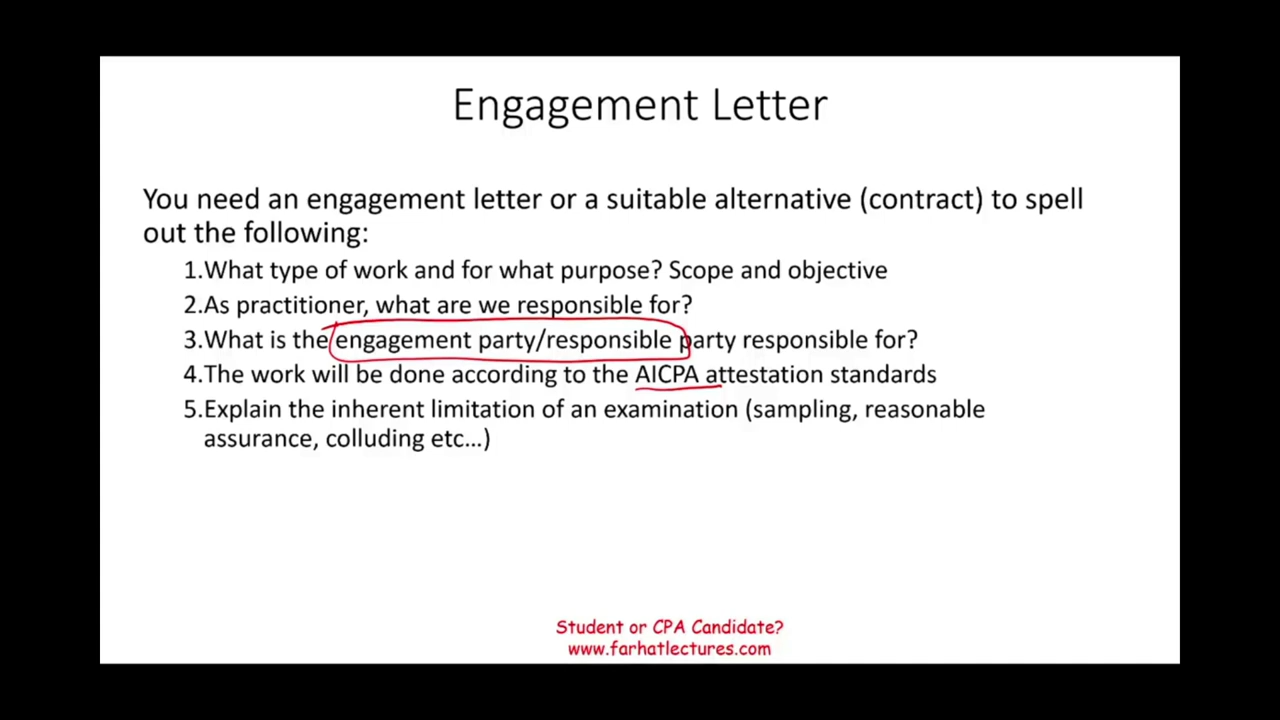 Engagement Letter
You need an engagement letter or a suitable alternative (contract) to spell
out the following:
1.What type of work and for what purpose? Scope and objective
2.As practitioner, what are we responsible for?
3.What is the engagement party/responsible party responsible for?
4.The work will be done according to the AICPA attestation standards
5.Explain the inherent limitation of an examination (sampling, reasonable
assurance, colluding etc...)
Student or CPA Candidate?
www.farhatlectures.com